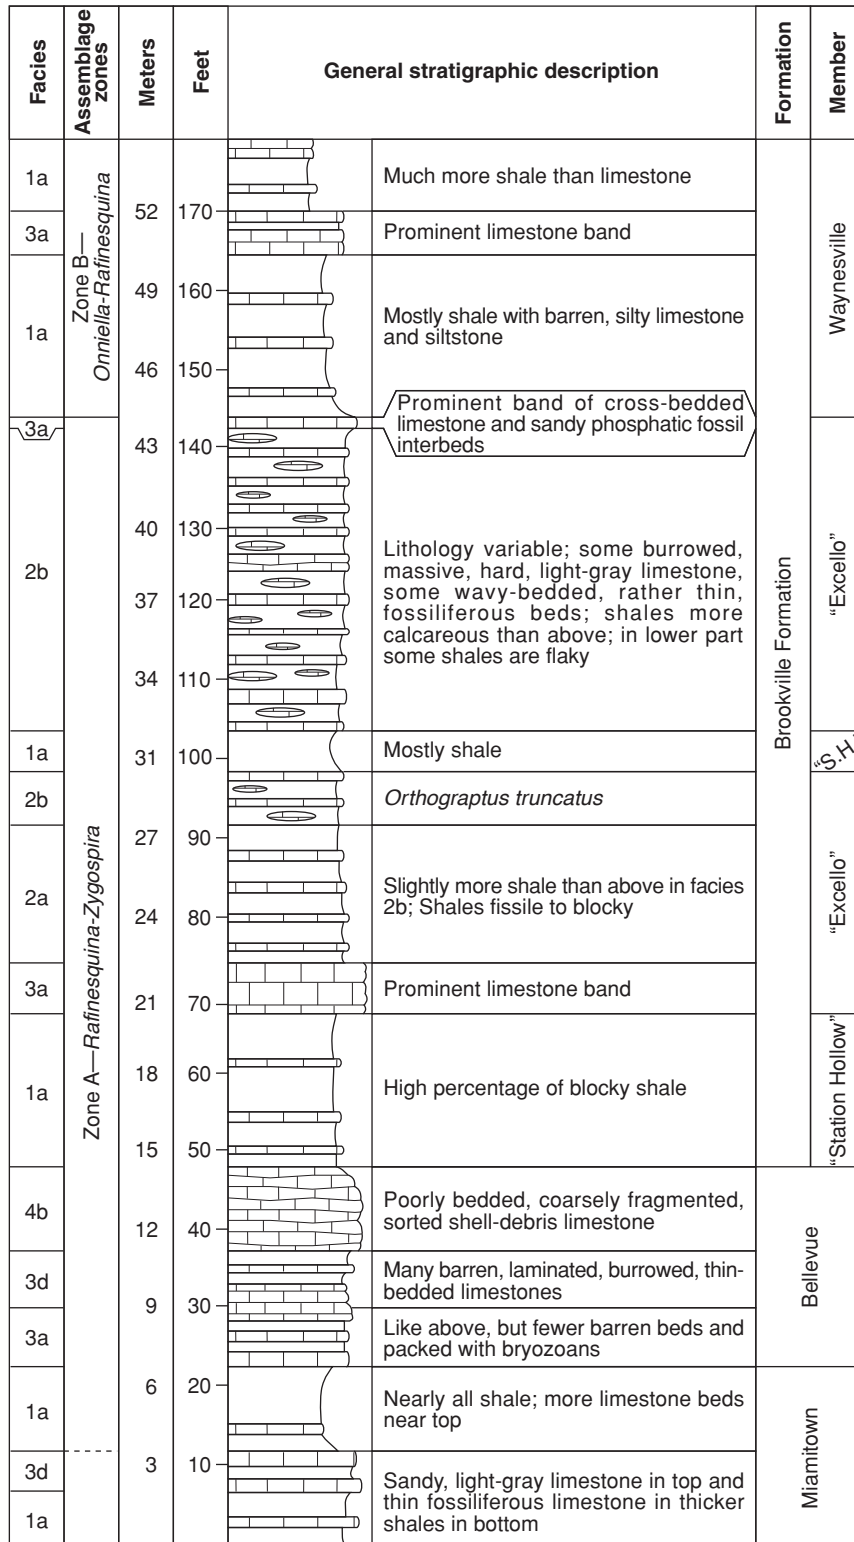 Facies
Assemblage
zones
Meters
Feet
General stratigraphic description
Formation
Member
1a
Much more shale than limestone
52
170
3a
Prominent limestone band
Zone B—
Onniella-Rafinesquina
Waynesville
49
160
1a
Mostly shale with barren, silty limestone
and siltstone
46
150
3a
Prominent band of cross-bedded
limestone and sandy phosphatic fossil
interbeds
43
140
40
130
2b
Lithology variable; some burrowed,
massive, hard, light-gray limestone,
some wavy-bedded, rather thin,
fossiliferous beds; shales more
calcareous than above; in lower part
some shales are flaky
"Excello"
37
120
34
110
Brookville Formation
1a
31
100
Mostly shale
"S.H."
2b
Orthograptus truncatus
27
90
2a
Slightly more shale than above in facies
2b; Shales fissile to blocky
"Excello"
24
80
3a
Prominent limestone band
21
70
Zone A—Rafinesquina-Zygospira
18
60
1a
High percentage of blocky shale
"Station Hollow"
15
50
4b
Poorly bedded, coarsely fragmented,
sorted shell-debris limestone
12
40
3d
Many barren, laminated, burrowed, thin-
bedded limestones
Bellevue
9
30
3a
Like above, but fewer barren beds and
packed with bryozoans
6
20
1a
Nearly all shale; more limestone beds
near top
3
10
3d
Sandy, light-gray limestone in top and
thin fossiliferous limestone in thicker
shales in bottom
Miamitown
1a